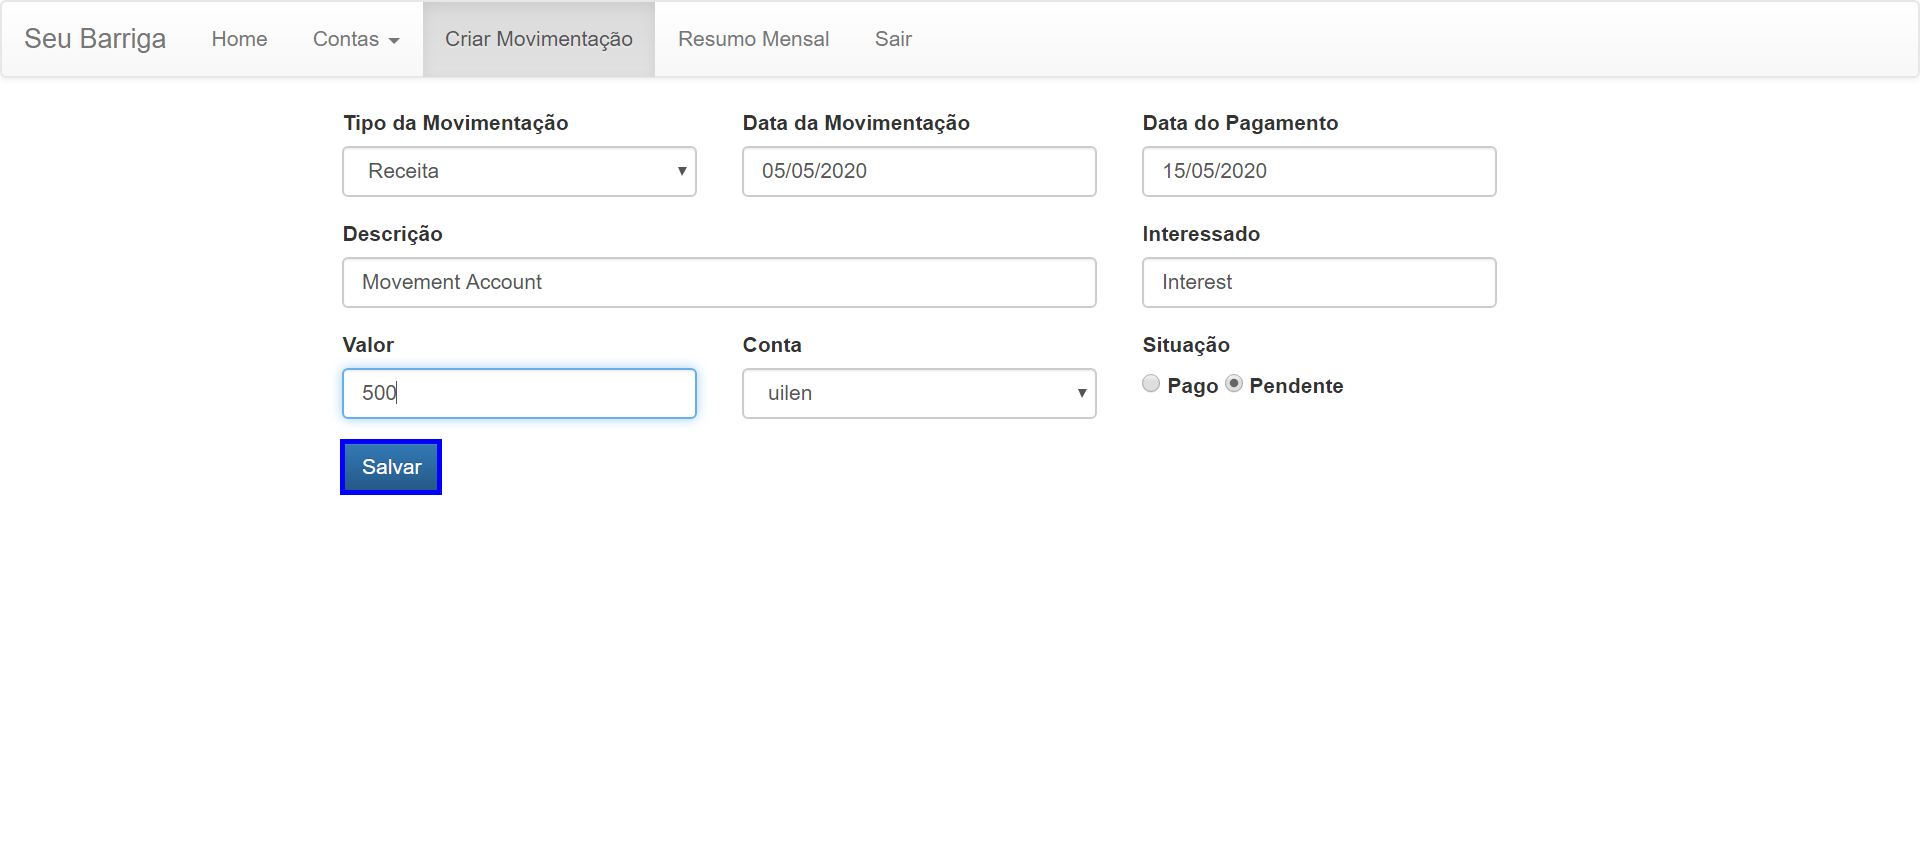 Seu Barriga Home Contas Criar Movimentação Resumo Mensal Sair
Tipo da Movimentação Data da Movimentação Data do Pagamento
Receita 05/05/2020 15/05/2020
Descrição Interessado
Movement Account Interest
Valor Conta Situação
500 uilen Pago Pendente
Salvar